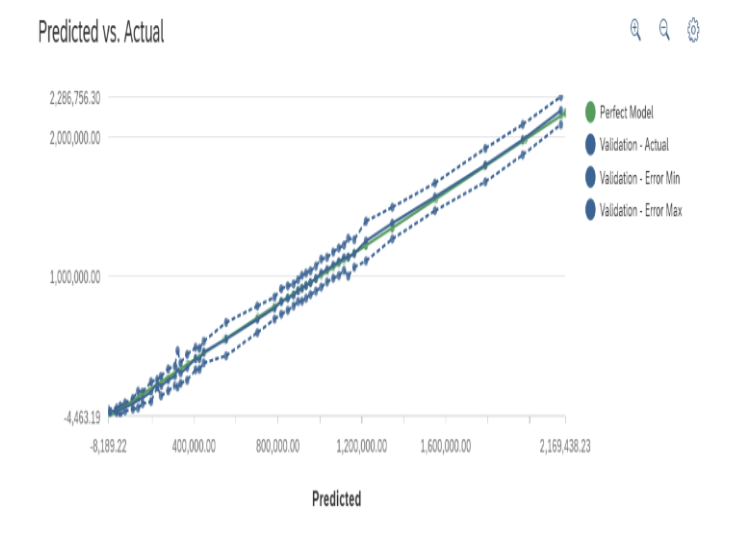 Predicted vs. Actual
2,286,756.30
2,000,000.00
1,000,000.00
-4,463.19
-8,189.22
400,000.00
800,000.00
1,200,000.00
1,600,000.00
2,169,438.23
Predicted
Perfect Model
Validation - Actual
Validation - Error Min
Validation - Error Max